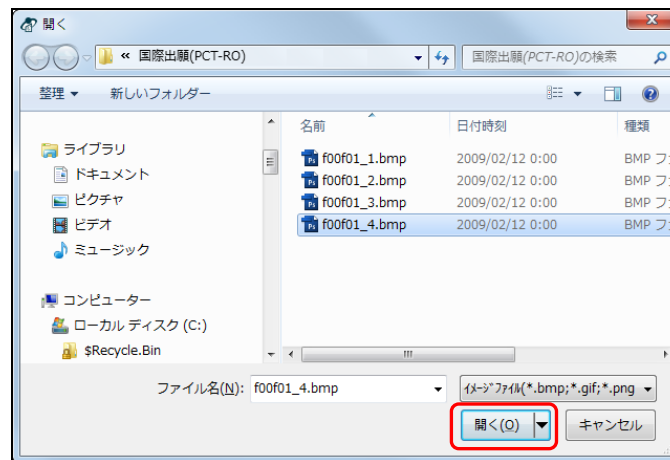 開く
« 国際出願(PCT-RO)
国際出願(PCT-RO)の検索
整理
新しいフォルダー
名前
日付時刻
種類
ライブラリ
ドキュメント
ピクチャ
ビデオ
ミュージック
コンピューター
ローカル ディスク (C:)
$Recycle.Bin
f00f01_1.bmp 2009/02/12 0:00 BMP ファ
f00f01_2.bmp 2009/02/12 0:00 BMP ファ
f00f01_3.bmp 2009/02/12 0:00 BMP ファ
f00f01_4.bmp 2009/02/12 0:00 BMP ファ
ファイル名(N): f00f01_4.bmp
ｲﾒｰｼﾞﾌｧｲﾙ(*.bmp;*.gif;*.png
開く(O)
キャンセル